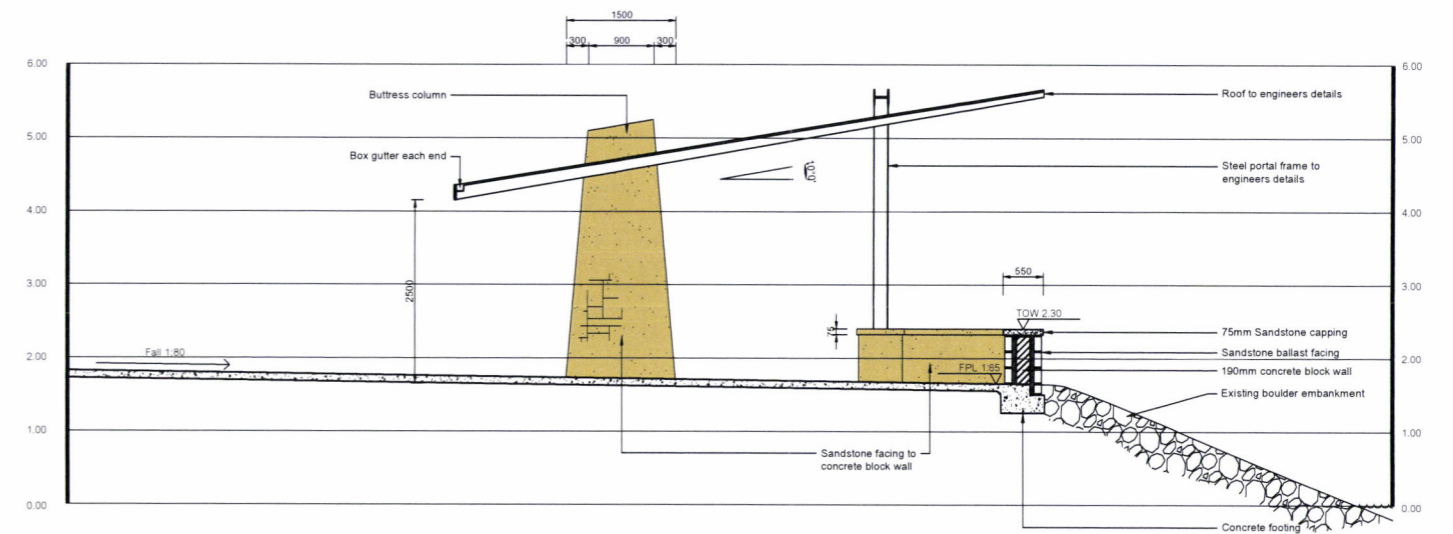 1500
300 900 300
6.00 6.00
Buttress column
Roof to engineers details
5.00 5.00
Box gutter each end
Steel portal frame to
engineers details
4.00 4.00
3.00 3.00
2500
550
TOW 2.30
75
75mm Sandstone capping
Fall 1:80
2.00 2.00
Sandstone ballast facing
FPL 1:65
190mm concrete block wall
Existing boulder embankment
1.00 1.00
Sandstone facing to
concrete block wall
0.00 0.00
Concrete footing